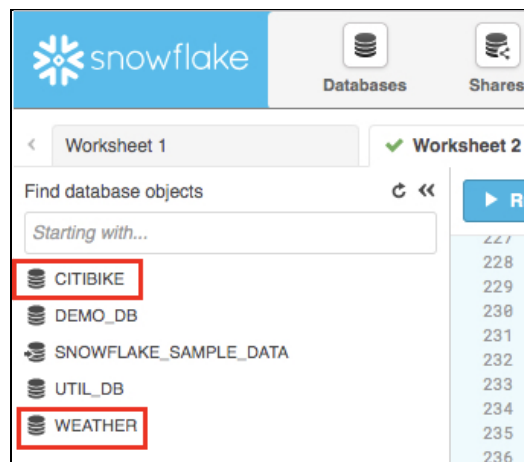 snowflake
Databases
Shares
Worksheet 1
Worksheet 2
Find database objects
Starting with...
CITIBIKE
DEMO_DB
SNOWFLAKE_SAMPLE_DATA
UTIL_DB
WEATHER
R
227
228
229
230
231
232
233
234
235
236